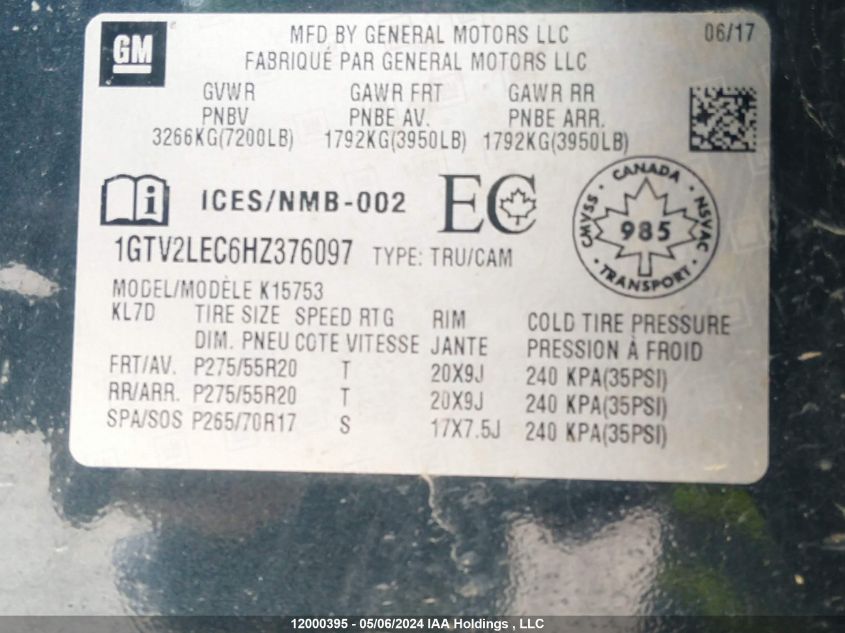 GM
MFD BY GENERAL MOTORS LLC 06/17
FABRIQUÉ PAR GENERAL MOTORS LLC
GVWR GAWR FRT GAWR RR
PNBV PNBE AV. PNBE ARR.
3266KG(7200LB) 1792KG(3950LB) 1792KG(3950LB)
ICES/NMB-002 EC
CANADA
CMVSS 985 NSVAC
TRANSPORT
1GTV2LEC6HZ376097 TYPE: TRU/CAM
MODEL/MODÈLE K15753
KL7D TIRE SIZE SPEED RTG RIM COLD TIRE PRESSURE
DIM. PNEU COTE VITESSE JANTE PRESSION À FROID
FRT/AV. P275/55R20 T 20X9J 240 KPA(35PSI)
RR/ARR. P275/55R20 T 20X9J 240 KPA(35PSI)
SPA/SOS P265/70R17 S 17X7.5J 240 KPA(35PSI)
12000395 - 05/06/2024 IAA Holdings , LLC